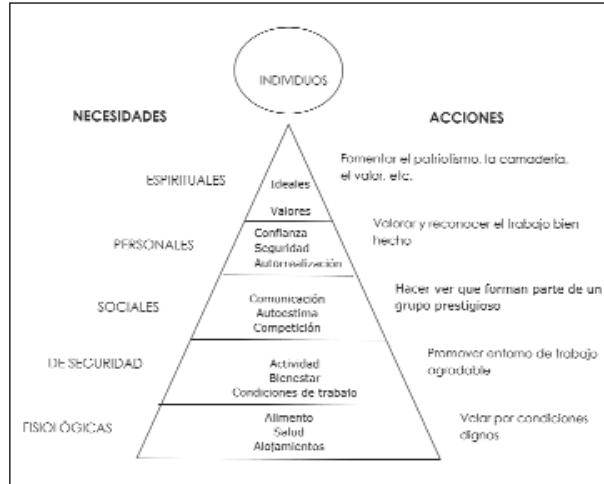 INDIVIDUOS
NECESIDADES
ACCIONES
ESPIRITUALES
Ideales
Valores
Fomentar el patriotismo, la camadería,
el valor, etc.
PERSONALES
Confianza
Seguridad
Autorrealización
Valorar y reconocer el trabajo bien
hecho
SOCIALES
Comunicación
Autoestima
Competición
Hacer ver que forman parte de un
grupo prestigioso
DE SEGURIDAD
Actividad
Bienestar
Condiciones de trabajo
Promover entorno de trabajo
agradable
FISIOLÓGICAS
Alimento
Salud
Alojamientos
Velar por condiciones
dignas